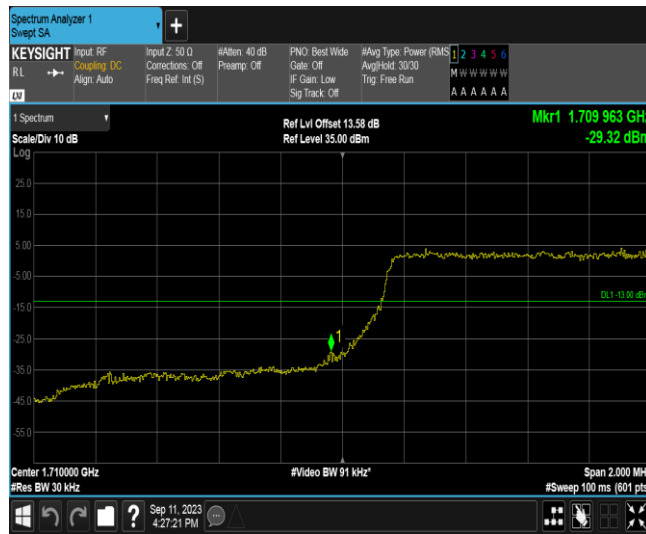 Spectrum Analyzer 1
Swept SA
+
KEYSIGHT
RL
LXI
Input: RF
Coupling: DC
Align: Auto
Input Z: 50 Ω
Corrections: Off
Freq Ref: Int (S)
#Atten: 40 dB
Preamp: Off
PNO: Best Wide
Gate: Off
IF Gain: Low
Sig Track: Off
#Avg Type: Power (RMS
Avg|Hold: 30/30
Trig: Free Run
1 2 3 4 5 6
M W W W W W
A A A A A A
1 Spectrum
Scale/Div 10 dB
Log
Ref Lvl Offset 13.58 dB
Ref Level 35.00 dBm
Mkr1 1.709 963 GHz
-29.32 dBm
25.0
15.0
5.00
-5.00
-15.0
-25.0
-35.0
-45.0
-55.0
1
DL1 -13.00 dBm
Center 1.710000 GHz
#Res BW 30 kHz
#Video BW 91 kHz*
Span 2.000 MH
#Sweep 100 ms (601 pts
?
Sep 11, 2023
4:27:21 PM